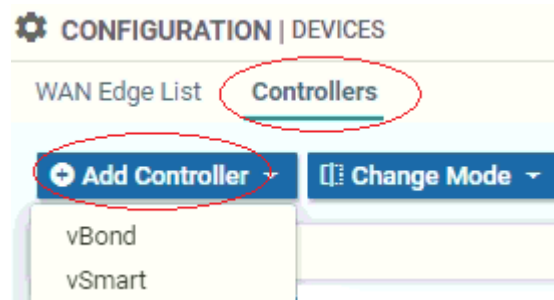 CONFIGURATION | DEVICES
WAN Edge List Controllers
Add Controller Change Mode
vBond
vSmart